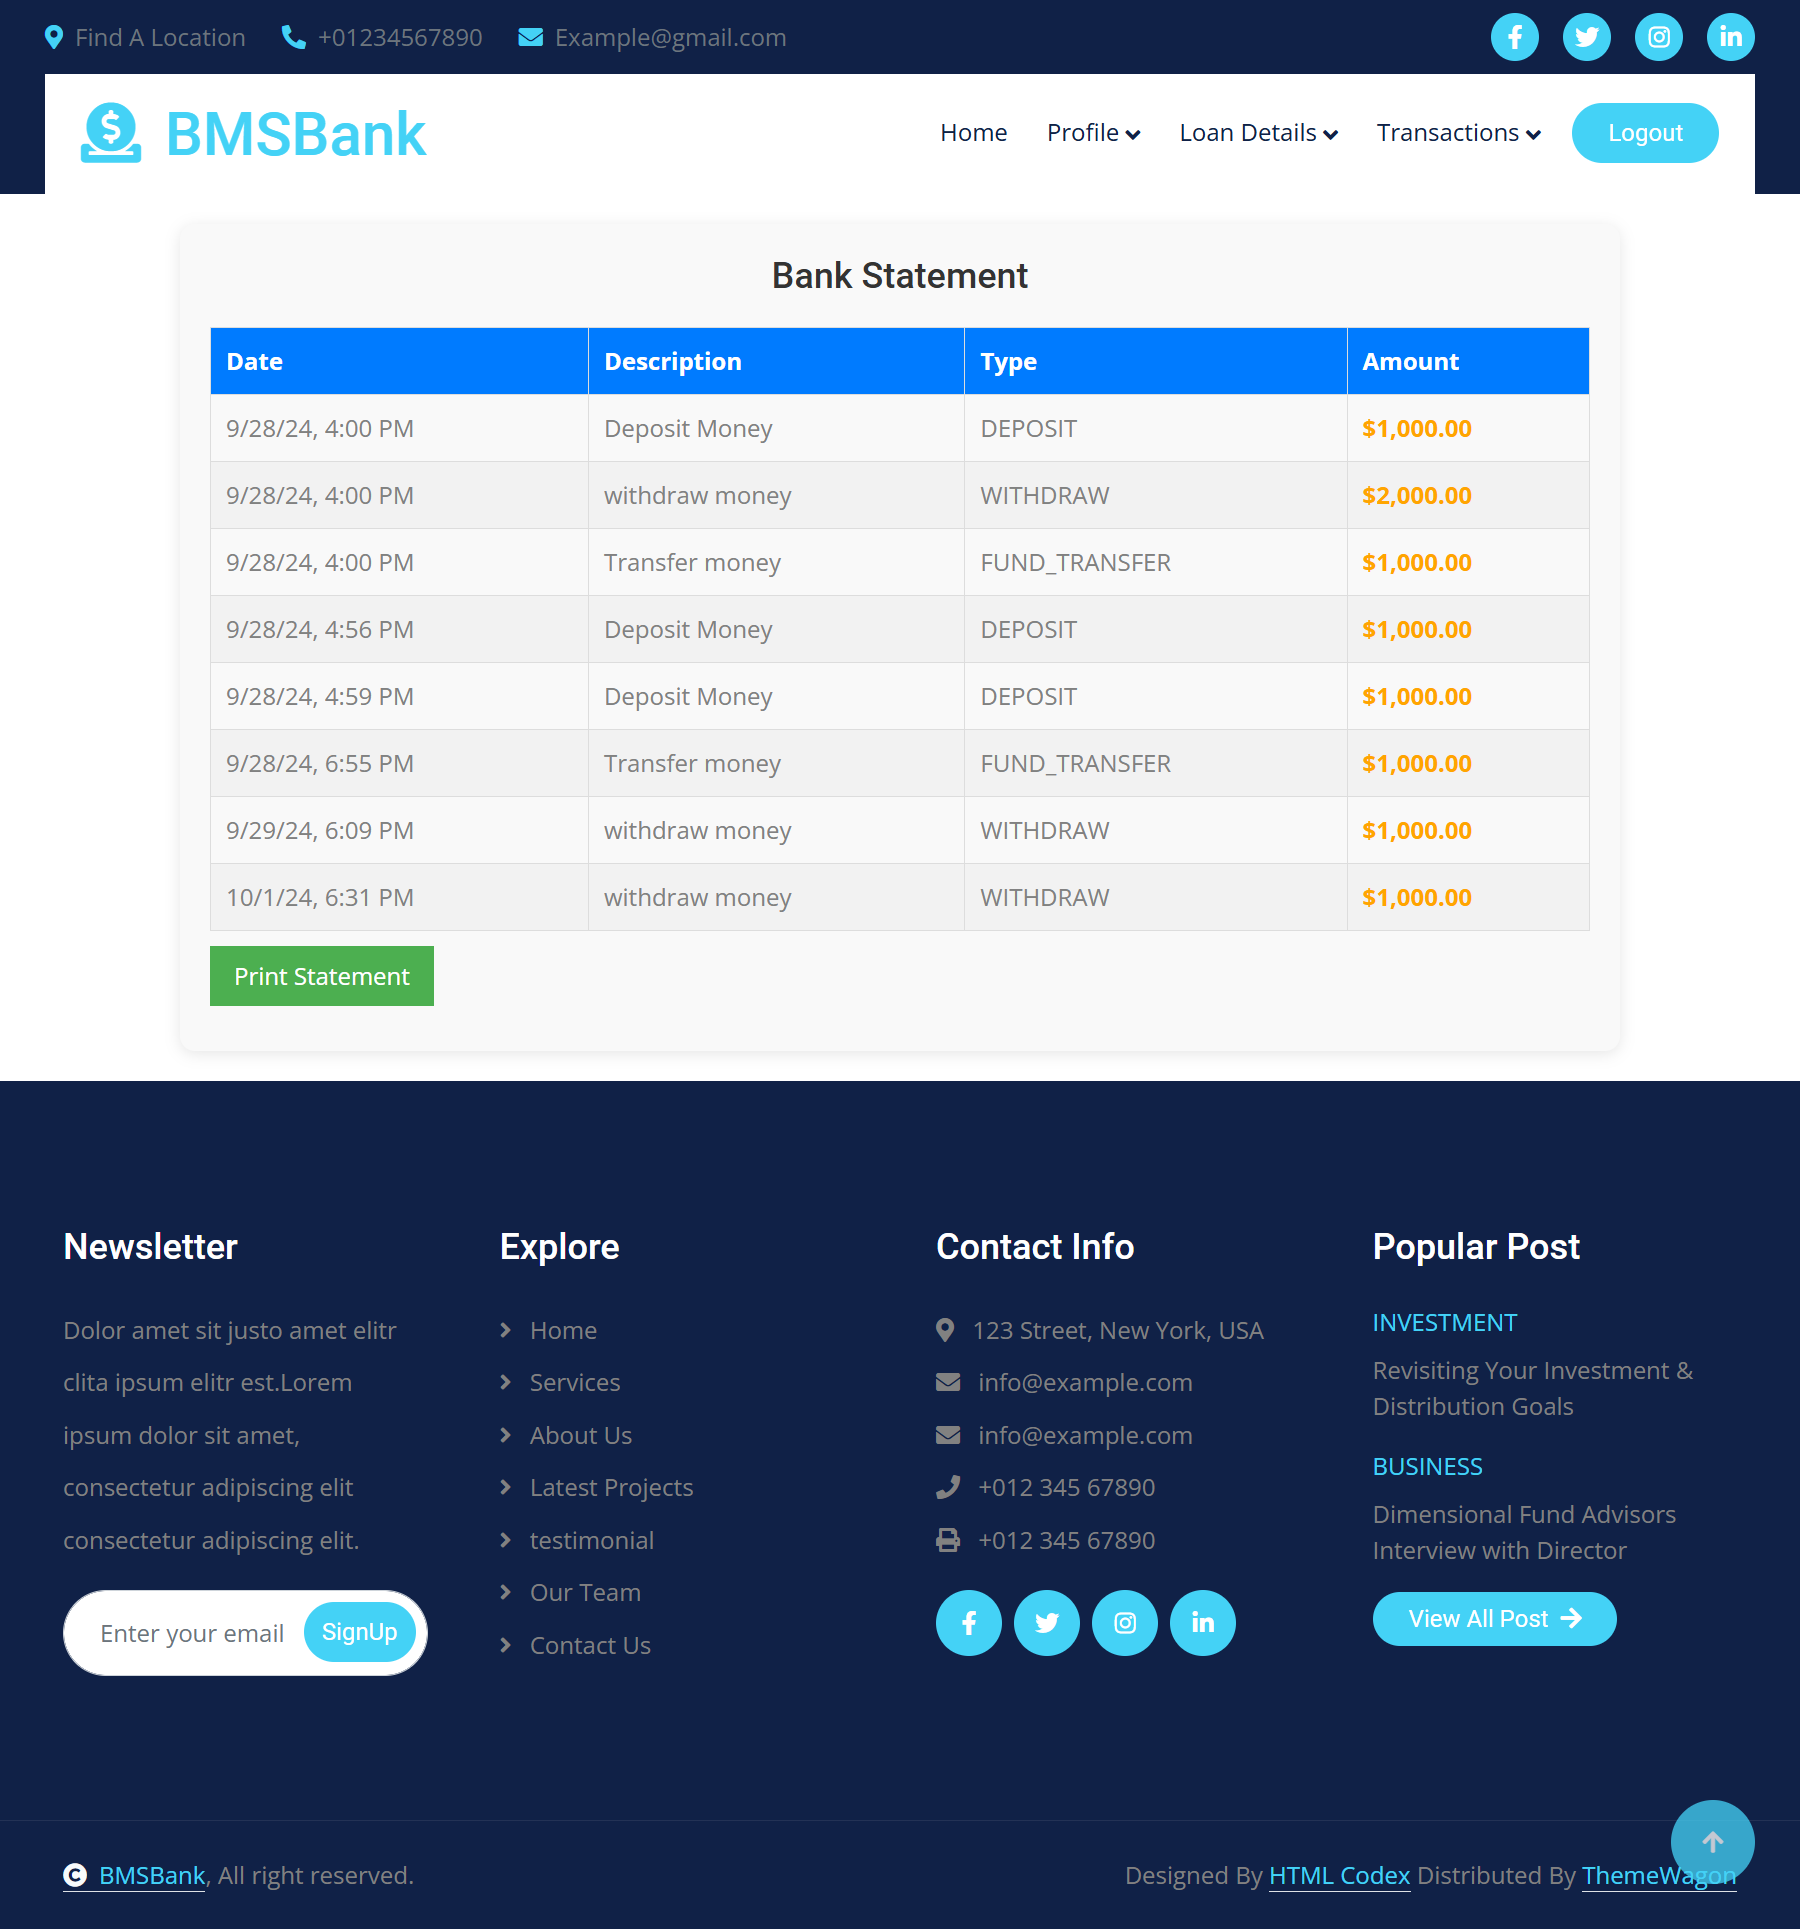 Find A Location +01234567890 Example@gmail.com
BMSBank
Home Profile Loan Details Transactions Logout
Bank Statement
Date Description Type Amount
9/28/24, 4:00 PM Deposit Money DEPOSIT $1,000.00
9/28/24, 4:00 PM withdraw money WITHDRAW $2,000.00
9/28/24, 4:00 PM Transfer money FUND_TRANSFER $1,000.00
9/28/24, 4:56 PM Deposit Money DEPOSIT $1,000.00
9/28/24, 4:59 PM Deposit Money DEPOSIT $1,000.00
9/28/24, 6:55 PM Transfer money FUND_TRANSFER $1,000.00
9/29/24, 6:09 PM withdraw money WITHDRAW $1,000.00
10/1/24, 6:31 PM withdraw money WITHDRAW $1,000.00
Print Statement
Newsletter
Dolor amet sit justo amet elitr
clita ipsum elitr est.Lorem
ipsum dolor sit amet,
consectetur adipiscing elit
consectetur adipiscing elit.
Enter your email SignUp
Explore
Home
Services
About Us
Latest Projects
testimonial
Our Team
Contact Us
Contact Info
123 Street, New York, USA
info@example.com
info@example.com
+012 345 67890
+012 345 67890
Popular Post
INVESTMENT
Revisiting Your Investment &
Distribution Goals
BUSINESS
Dimensional Fund Advisors
Interview with Director
View All Post
BMSBank, All right reserved.
Designed By HTML Codex Distributed By ThemeWagon